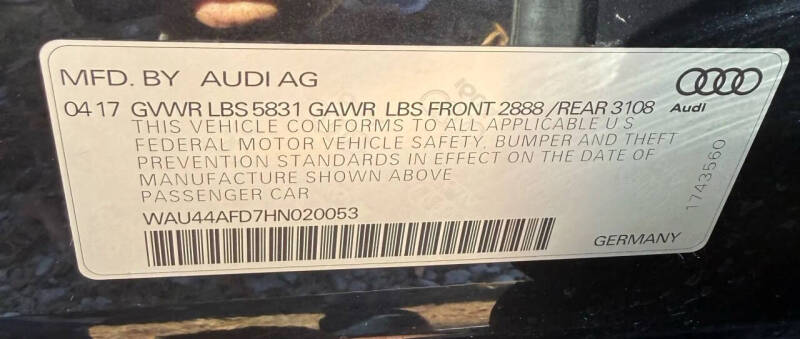 MFD. BY AUDI AG
04 17 GVWR LBS 5831 GAWR LBS FRONT 2888 /REAR 3108
Audi
THIS VEHICLE CONFORMS TO ALL APPLICABLE U S
FEDERAL MOTOR VEHICLE SAFETY, BUMPER AND THEFT
PREVENTION STANDARDS IN EFFECT ON THE DATE OF
MANUFACTURE SHOWN ABOVE
PASSENGER CAR
WAU44AFD7HN020053
GERMANY
1743560